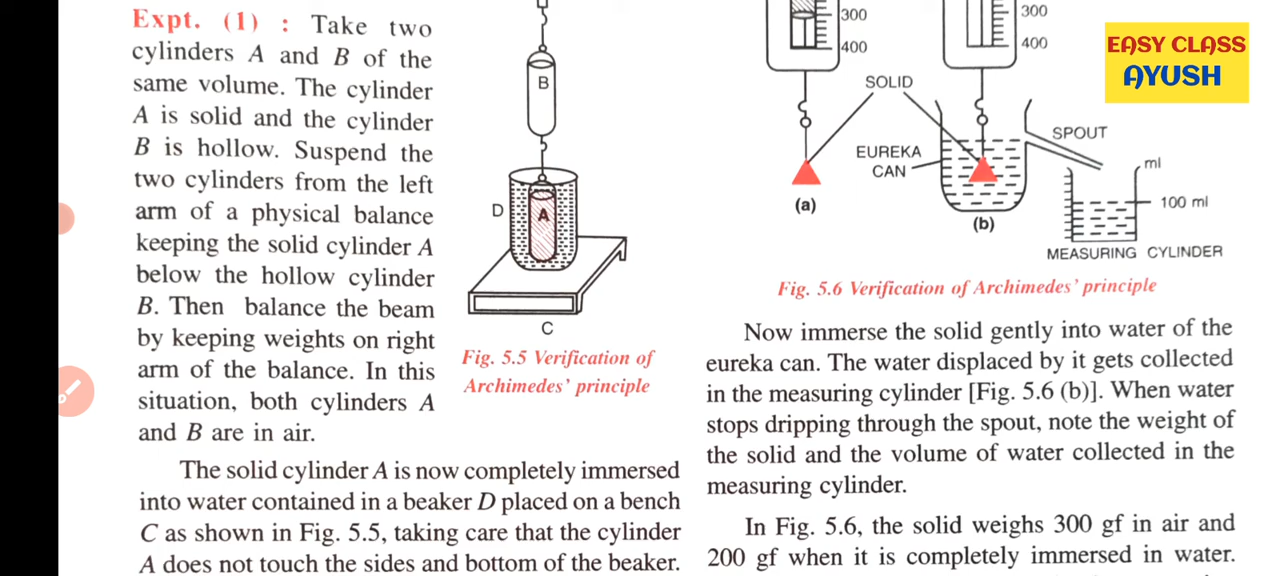 Expt. (1) : Take two
cylinders A and B of the
same volume. The cylinder
A is solid and the cylinder
B is hollow. Suspend the
two cylinders from the left
arm of a physical balance
keeping the solid cylinder A
below the hollow cylinder
B. Then balance the beam
by keeping weights on right
arm of the balance. In this
situation, both cylinders A
and B are in air.
B
D
A
C
Fig. 5.5 Verification of
Archimedes' principle
The solid cylinder A is now completely immersed
into water contained in a beaker D placed on a bench
C as shown in Fig. 5.5, taking care that the cylinder
A does not touch the sides and bottom of the beaker.
300
400
300
400
SOLID
EUREKA
CAN
SPOUT
ml
100 ml
(a)
(b)
MEASURING CYLINDER
Fig. 5.6 Verification of Archimedes' principle
Now immerse the solid gently into water of the
eureka can. The water displaced by it gets collected
in the measuring cylinder [Fig. 5.6 (b)]. When water
stops dripping through the spout, note the weight of
the solid and the volume of water collected in the
measuring cylinder.
In Fig. 5.6, the solid weighs 300 gf in air and
200 gf when it is completely immersed in water.
EASY CLASS
AYUSH